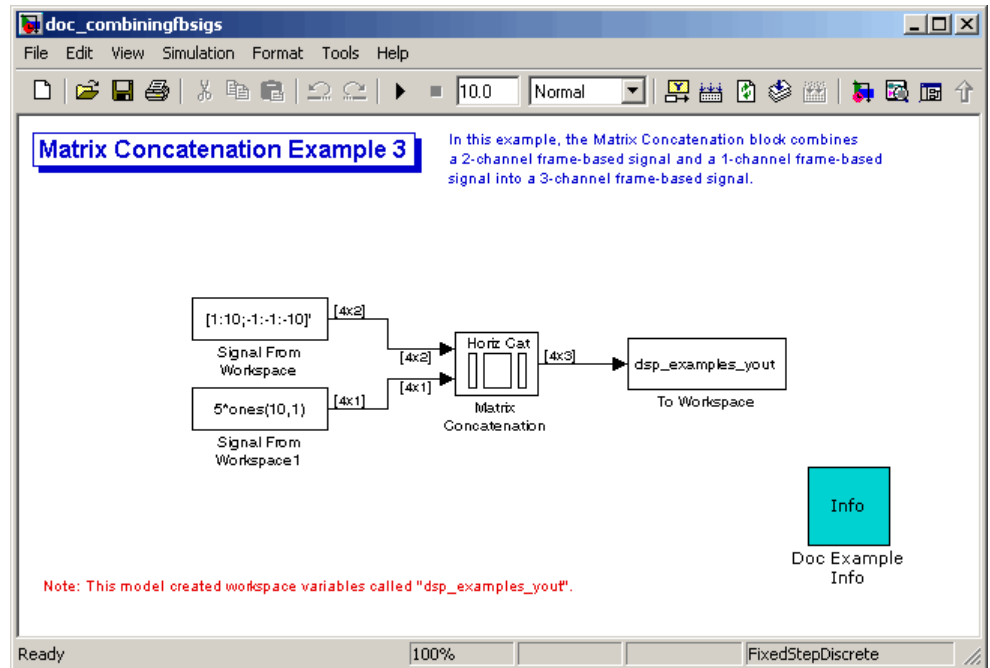 doc_combiningfbsigs
File Edit View Simulation Format Tools Help
10.0 Normal
Matrix Concatenation Example 3
In this example, the Matrix Concatenation block combines
a 2-channel frame-based signal and a 1-channel frame-based
signal into a 3-channel frame-based signal.
[1:10;-1:-1:-10]'
[4x2]
Signal From
Workspace
[4x2]
Horiz Cat
[4x3]
dsp_examples_yout
To Workspace
5*ones(10,1)
[4x1]
[4x1]
Matrix
Concatenation
Signal From
Workspace1
Info
Doc Example
Info
Note: This model created workspace variables called "dsp_examples_yout".
Ready 100% FixedStepDiscrete